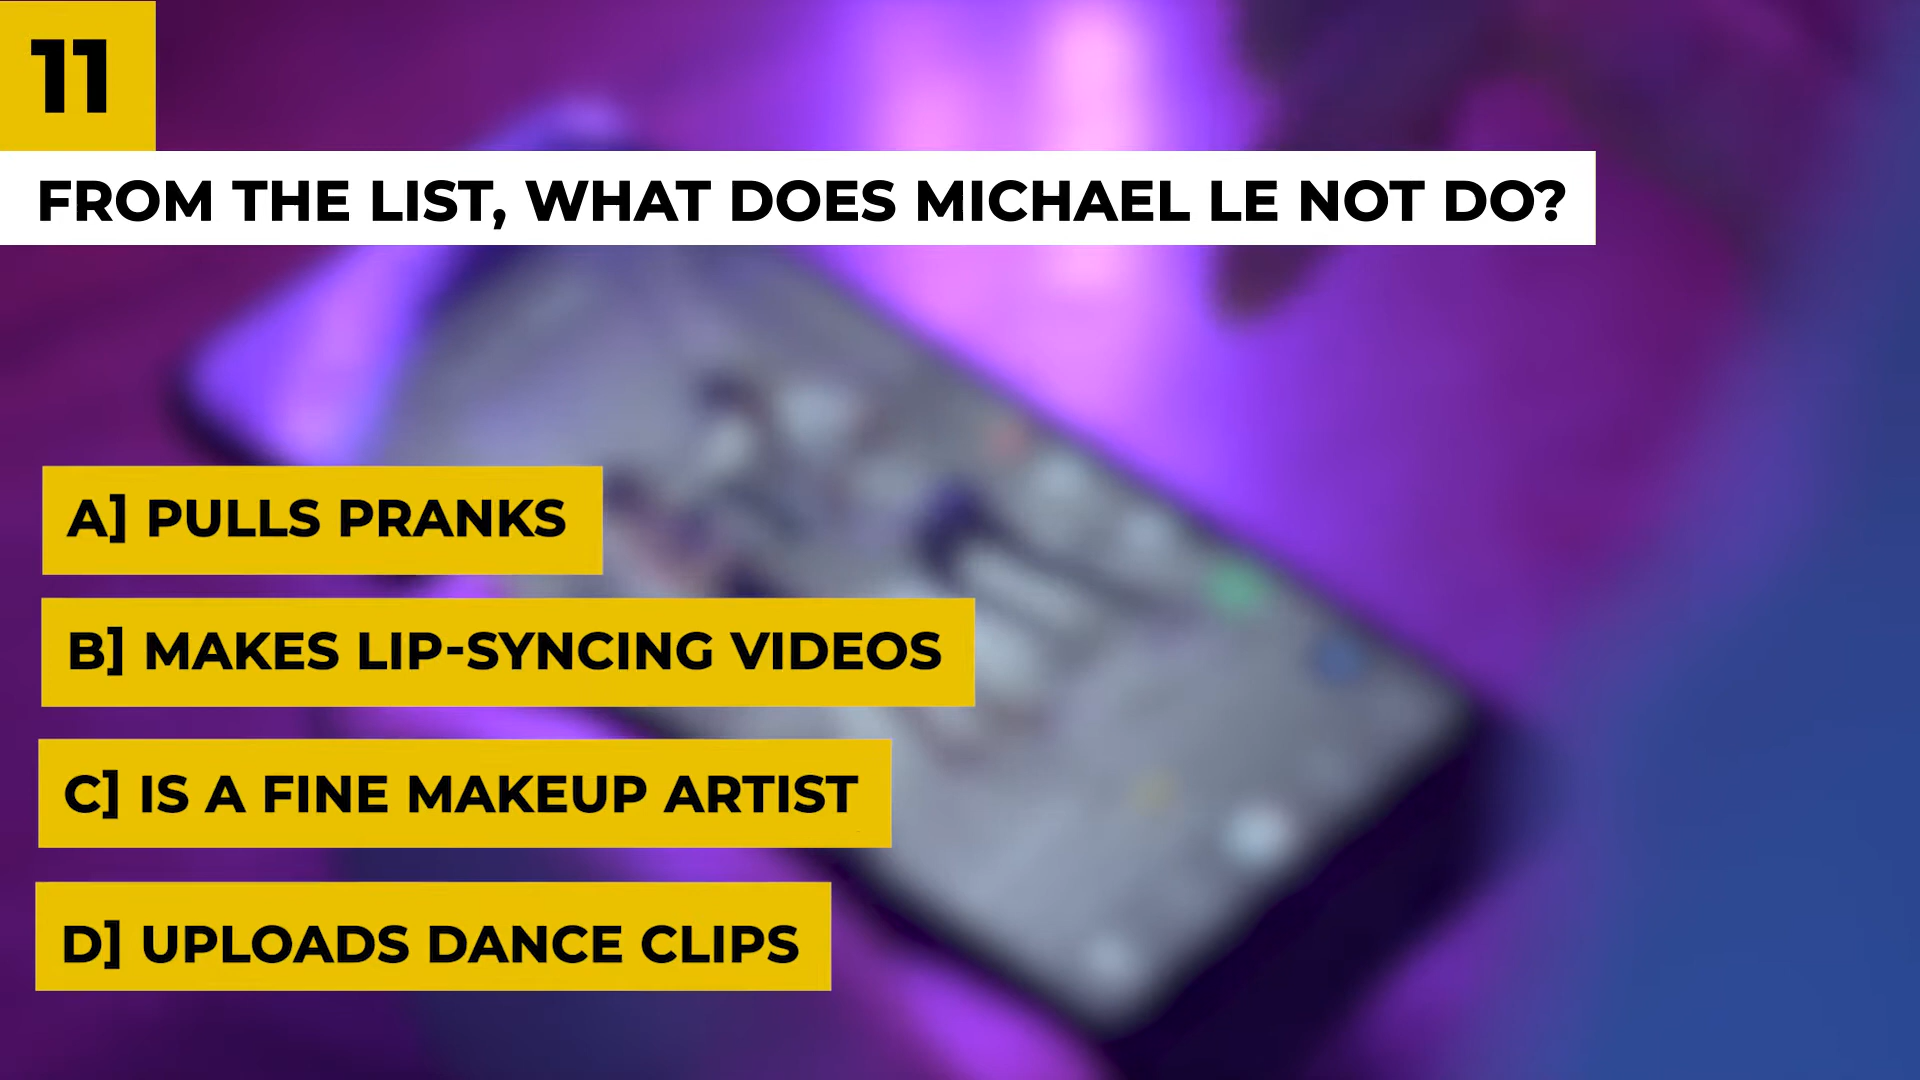 11
FROM THE LIST, WHAT DOES MICHAEL LE NOT DO?
A] PULLS PRANKS
B] MAKES LIP-SYNCING VIDEOS
C] IS A FINE MAKEUP ARTIST
D] UPLOADS DANCE CLIPS